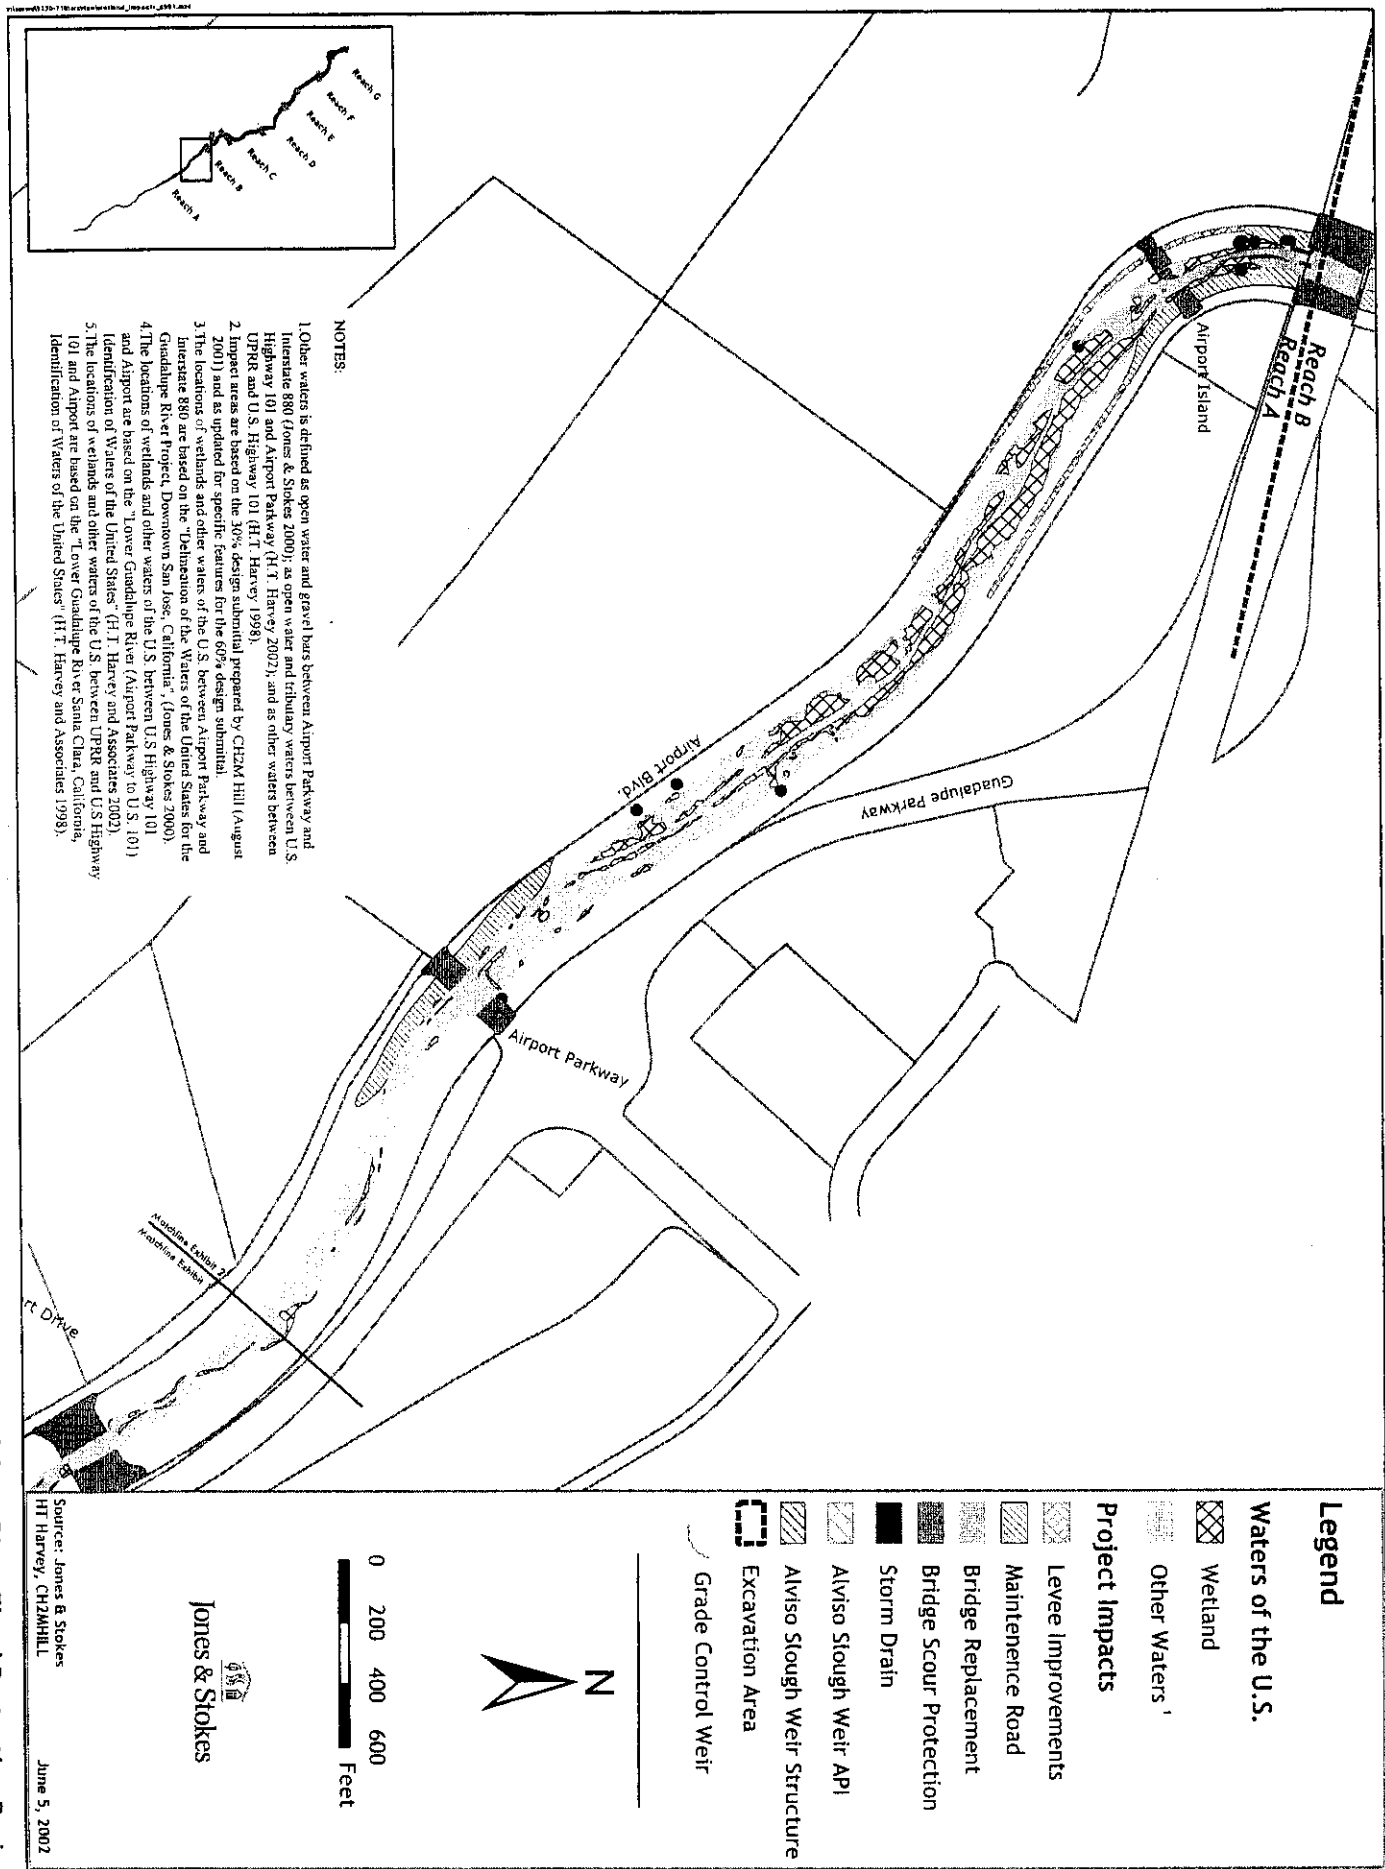 Reach G
Reach F
Reach E
Reach D
Reach C
Reach B
Reach A
Reach B
Reach A
Airport Island
Guadalupe Parkway
Airport Blvd.
Airport Parkway
Matchline Exhibit 2
Matchline Exhibit
rt Drive
NOTES:
1.Other waters is defined as open water and gravel bars between Airport Parkway and
Interstate 880 (Jones & Stokes 2000); as open water and tributary waters between U.S.
Highway 101 and Airport Parkway (H.T. Harvey 2002); and as other waters between
UPRR and U.S. Highway 101 (H.T. Harvey 1998).
2. Impact areas are based on the 30% design submittal prepared by CH2M Hill (August
2001) and as updated for specific features for the 60% design submittal.
3.The locations of wetlands and other waters of the U.S. between Airport Parkway and
Interstate 880 are based on the "Delineation of the Waters of the United States for the
Guadalupe River Project, Downtown San Jose, California", (Jones & Stokes 2000).
4.The locations of wetlands and other waters of the U.S. between U.S Highway 101
and Airport are based on the "Lower Guadalupe River (Airport Parkway to U.S. 101)
Identification of Waters of the United States" (H.T. Harvey and Associates 2002).
5.The locations of wetlands and other waters of the U.S. between UPRR and U.S Highway
101 and Airport are based on the "Lower Guadalupe River Santa Clara, California,
Identification of Waters of the United States" (H.T. Harvey and Associates 1998).
Legend
Waters of the U.S.
Wetland
Other Waters ¹
Project Impacts
Levee Improvements
Maintenence Road
Bridge Replacement
Bridge Scour Protection
Storm Drain
Alviso Slough Weir API
Alviso Slough Weir Structure
Excavation Area
Grade Control Weir
N
0 200 400 600
Feet
Jones & Stokes
Source: Jones & Stokes
HT Harvey, CH2MHILL
June 5, 2002